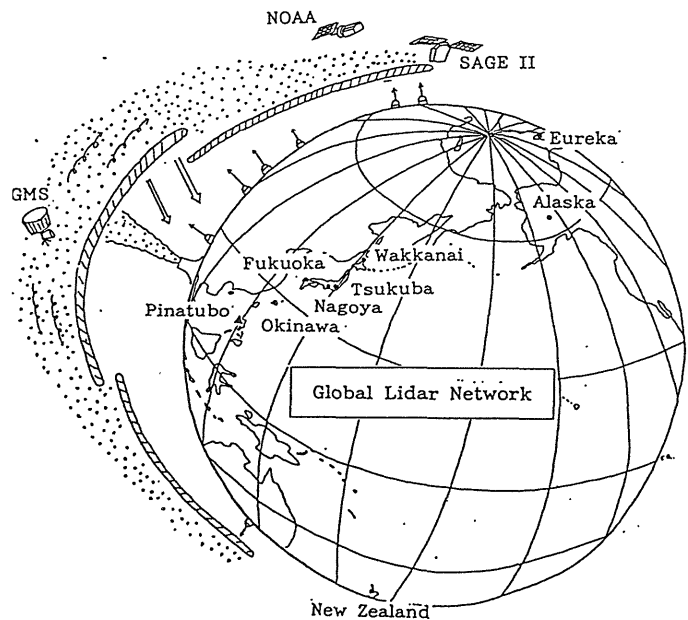 NOAA
SAGE II
Eureka
GMS
Alaska
Fukuoka
Wakkanai
Tsukuba
Pinatubo
Nagoya
Okinawa
Global Lidar Network
New Zealand